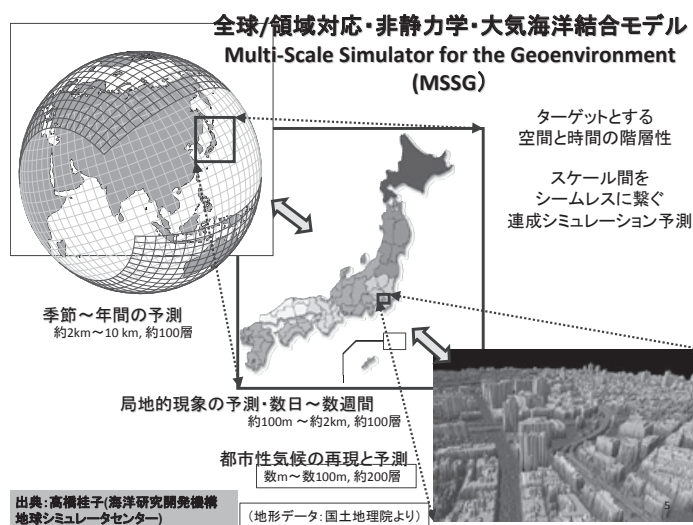 全球/領域対応・非静力学・大気海洋結合モデル
Multi-Scale Simulator for the Geoenvironment
(MSSG）
ターゲットとする
空間と時間の階層性
スケール間を
シームレスに繋ぐ
連成シミュレーション予測
季節～年間の予測
約2km～10 km, 約100層
局地的現象の予測・数日～数週間
約100m ～約2km, 約100層
都市性気候の再現と予測
数m～数100m, 約200層
出典：高橋桂子(海洋研究開発機構
地球シミュレータセンター)
（地形データ：国土地理院より）
5